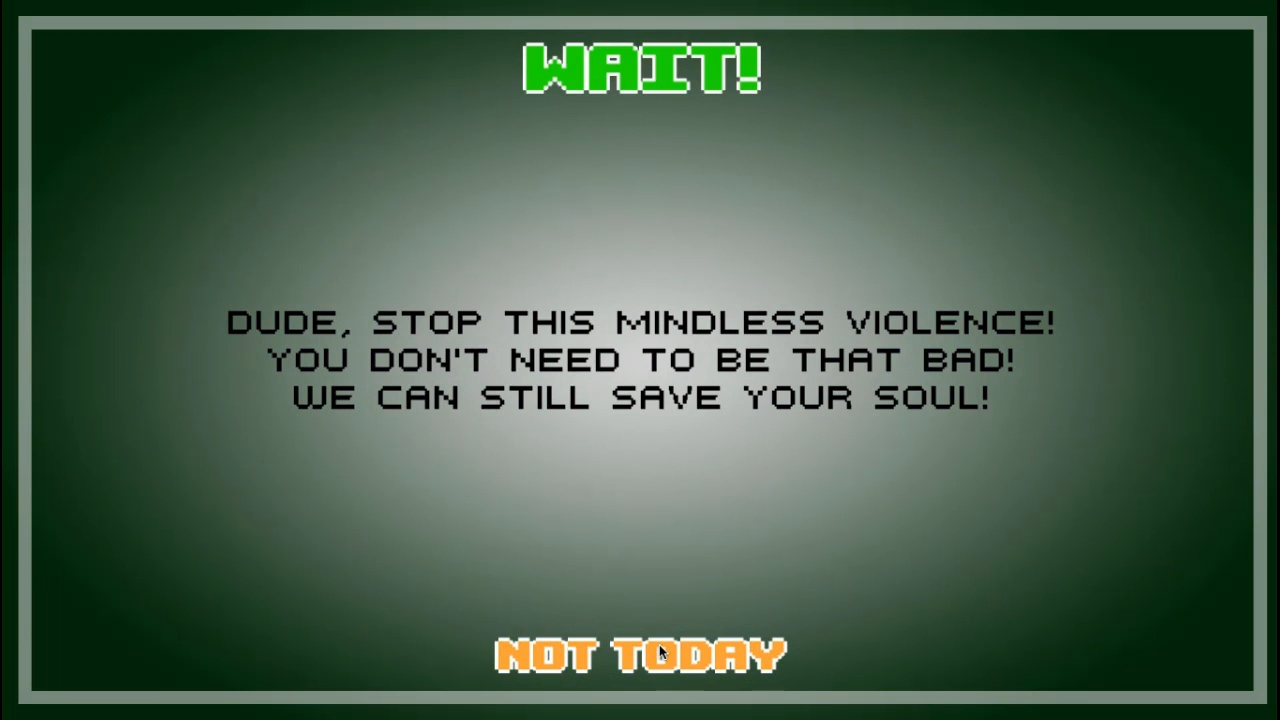 WAIT!
DUDE, STOP THIS MINDLESS VIOLENCE!
YOU DON'T NEED TO BE THAT BAD!
WE CAN STILL SAVE YOUR SOUL!
NOT TODAY